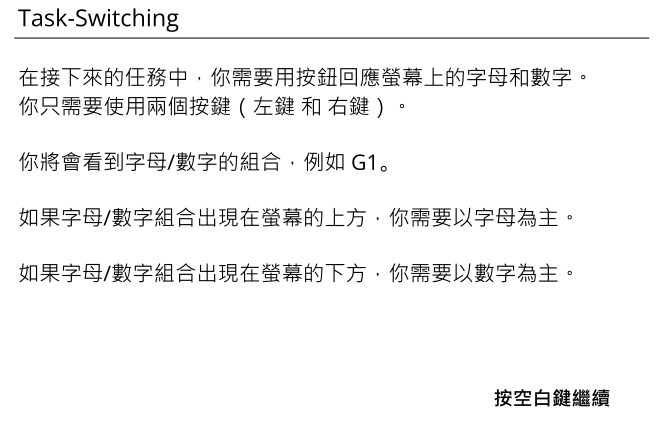 Task-Switching
在接下來的任務中，你需要用按鈕回應螢幕上的字母和數字。
你只需要使用兩個按鍵（左鍵 和 右鍵）。
你將會看到字母/數字的組合，例如 G1。
如果字母/數字組合出現在螢幕的上方，你需要以字母為主。
如果字母/數字組合出現在螢幕的下方，你需要以數字為主。
按空白鍵繼續